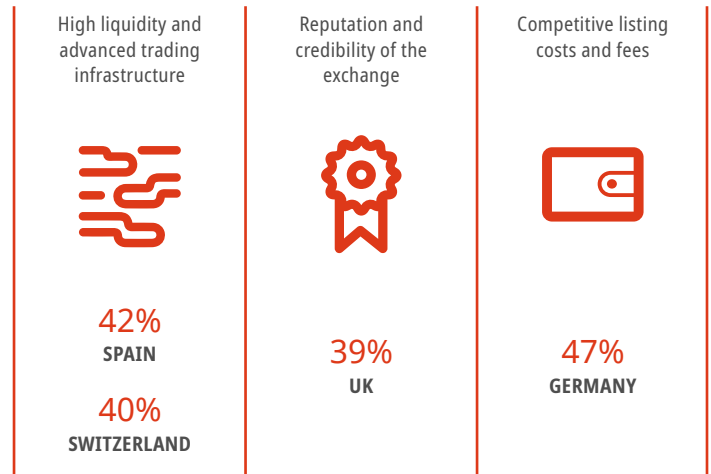 High liquidity and
advanced trading
infrastructure
42%
SPAIN
40%
SWITZERLAND
Reputation and
credibility of the
exchange
39%
UK
Competitive listing
costs and fees
47%
GERMANY